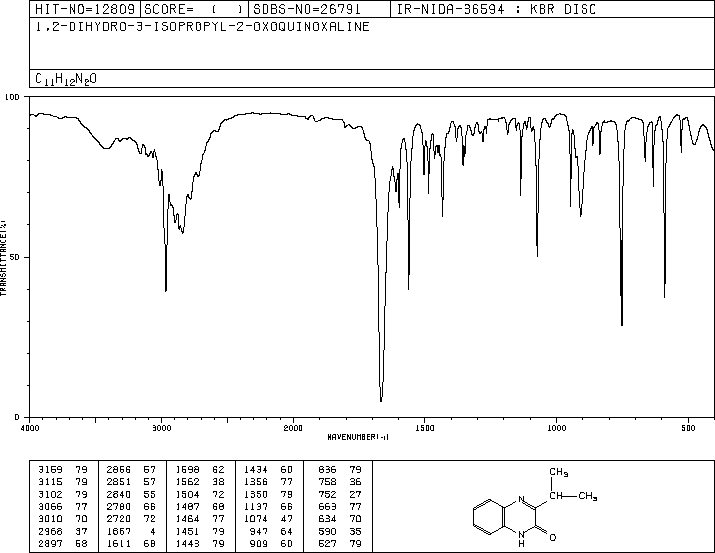 HIT-NO=12809 SCORE= ( ) SDBS-NO=26791 IR-NIDA-36594 : KBR DISC
1,2-DIHYDRO-3-ISOPROPYL-2-OXOQUINOXALINE
C11H12N2O
100
50
0
TRANSMITTANCE(%)
4000 3000 2000 1500 1000 500
WAVENUMBER(-1)
3169 79 2866 57 1598 62 1434 60 836 79
3115 79 2851 57 1562 38 1356 77 758 36
3102 79 2840 55 1504 72 1350 79 752 27
3066 77 2780 66 1487 68 1137 66 669 77
3010 70 2720 72 1464 77 1074 47 634 70
2968 37 1667 4 1451 79 947 64 590 35
2897 68 1611 68 1443 79 909 60 527 79
CH3
N
CH—CH3
N
H
O